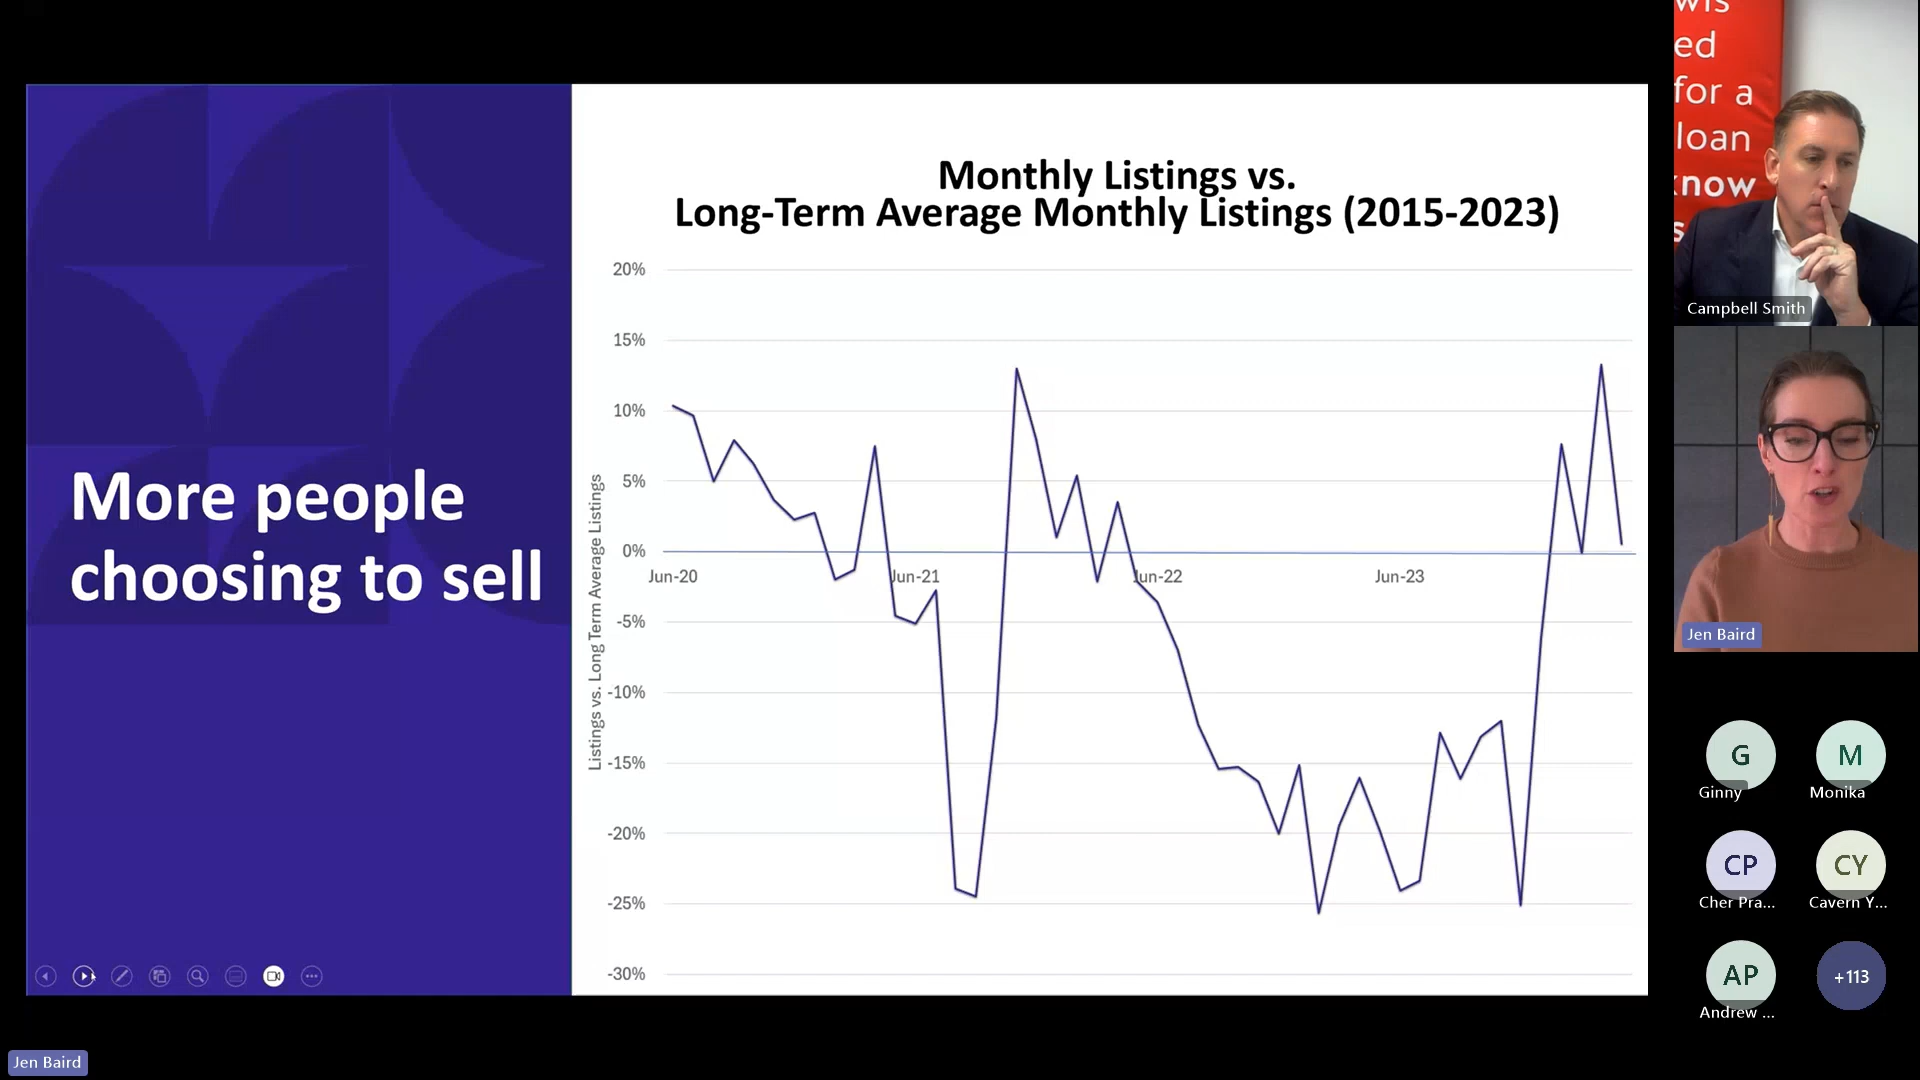 More people
choosing to sell
Monthly Listings vs.
Long-Term Average Monthly Listings (2015-2023)
Listings vs. Long Term Average Listings
20%
15%
10%
5%
0%
-5%
-10%
-15%
-20%
-25%
-30%
Jun-20
Jun-21
Jun-22
Jun-23
ed
for a
loan
know
Campbell Smith
Jen Baird
G
Ginny
M
Monika
CP
Cher Pra...
CY
Cavern Y...
AP
Andrew ...
+113
Jen Baird